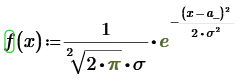 f(x) := 1 / ²√(2•π•σ) • e^(−(x−a_)² / (2•σ²))